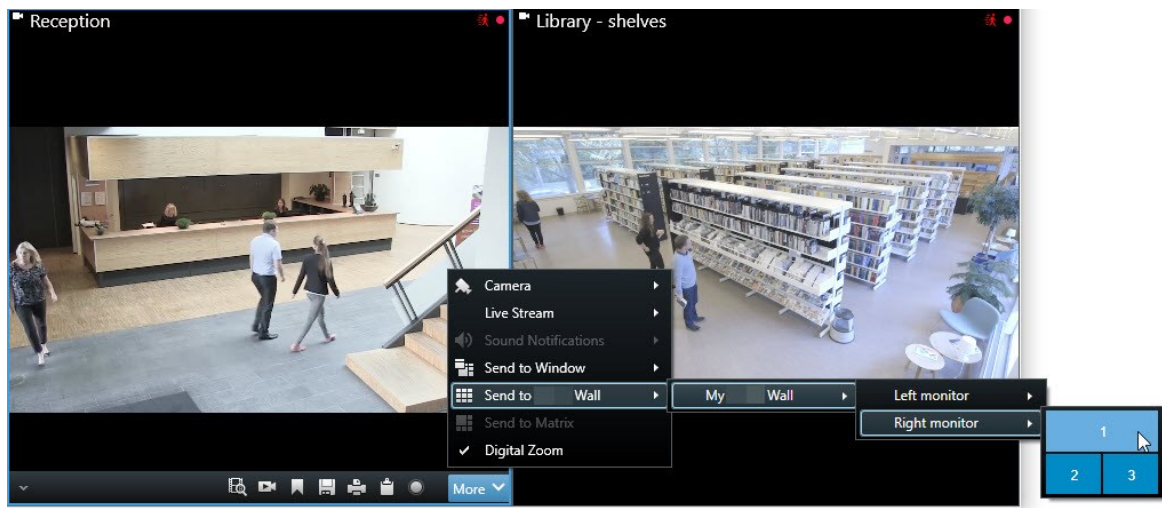 Reception
Library - shelves
Camera
Live Stream
Sound Notifications
Send to Window
Send to Wall
My Wall
Left monitor
Right monitor
1
2
3
Send to Matrix
Digital Zoom
More